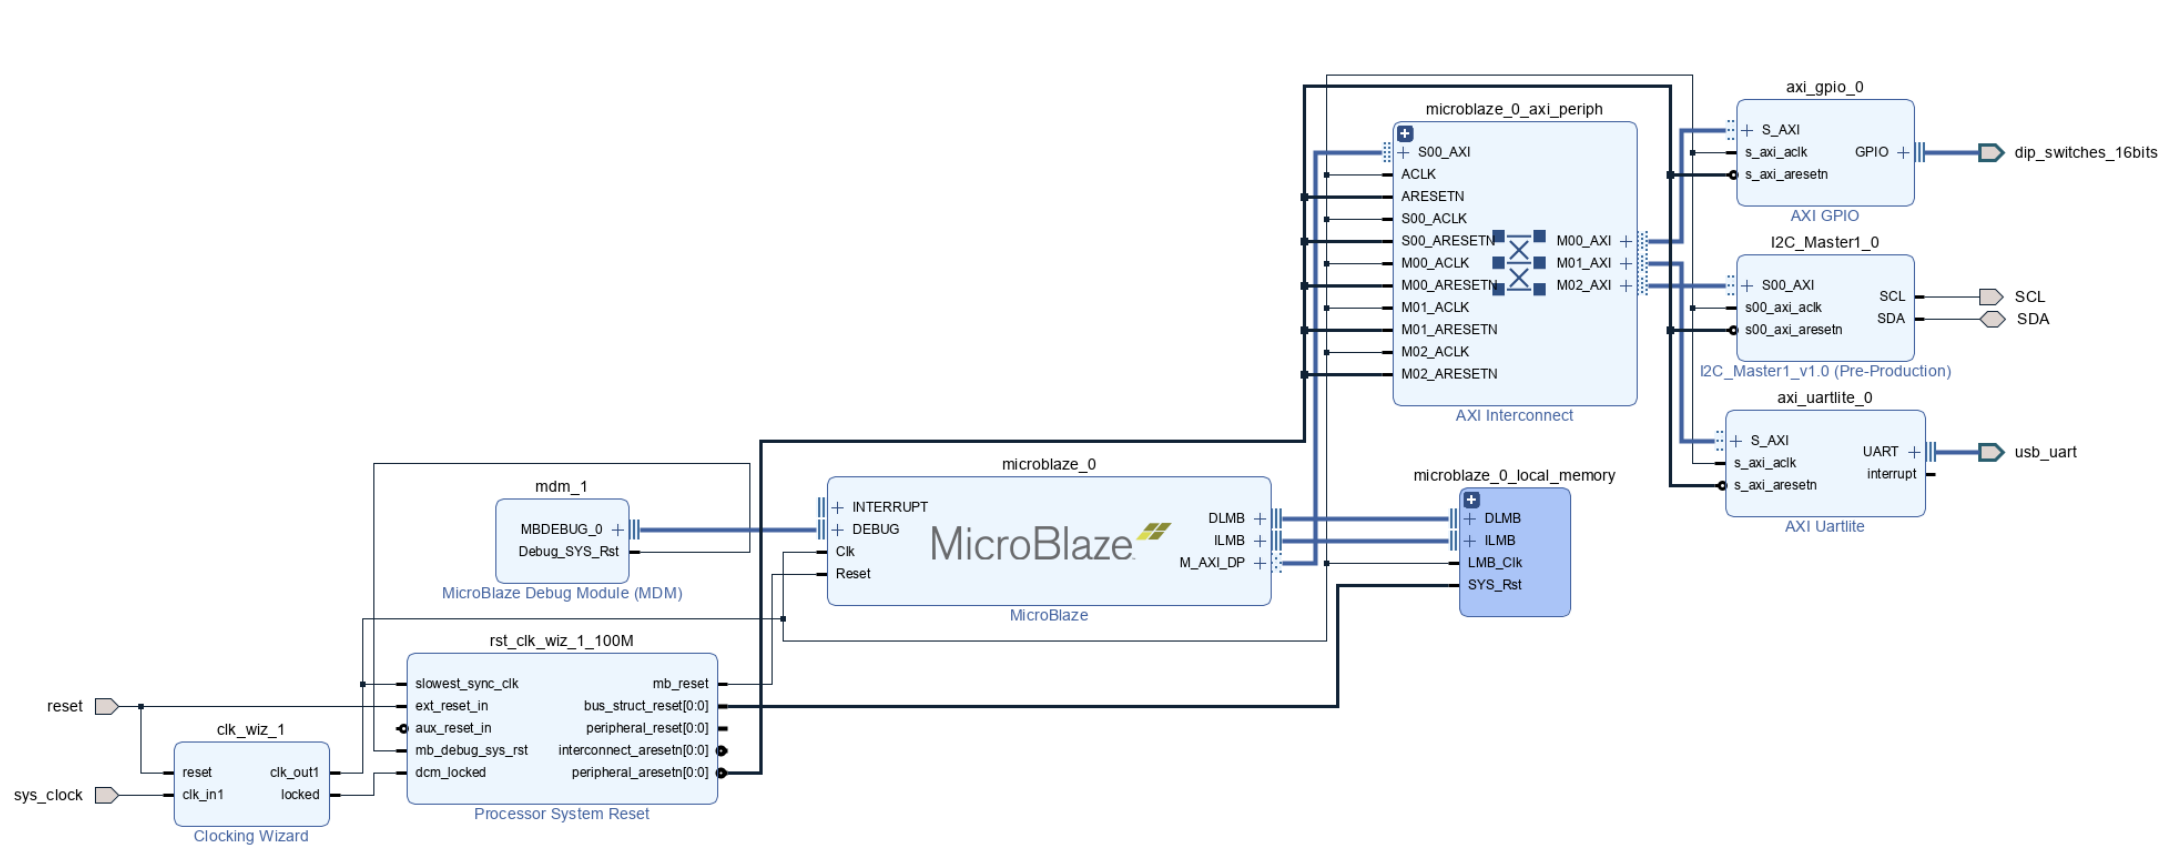 microblaze_0_axi_periph
S00_AXI
ACLK
ARESETN
S00_ACLK
S00_ARESETN
M00_ACLK
M00_ARESETN
M01_ACLK
M01_ARESETN
M02_ACLK
M02_ARESETN
M00_AXI
M01_AXI
M02_AXI
AXI Interconnect
axi_gpio_0
S_AXI
s_axi_aclk
s_axi_aresetn
GPIO
AXI GPIO
dip_switches_16bits
I2C_Master1_0
S00_AXI
s00_axi_aclk
s00_axi_aresetn
SCL
SDA
I2C_Master1_v1.0 (Pre-Production)
SCL
SDA
axi_uartlite_0
S_AXI
s_axi_aclk
s_axi_aresetn
UART
interrupt
AXI Uartlite
usb_uart
mdm_1
MBDEBUG_0
Debug_SYS_Rst
MicroBlaze Debug Module (MDM)
microblaze_0
INTERRUPT
DEBUG
Clk
Reset
MicroBlaze
DLMB
ILMB
M_AXI_DP
MicroBlaze
microblaze_0_local_memory
DLMB
ILMB
LMB_Clk
SYS_Rst
rst_clk_wiz_1_100M
slowest_sync_clk
ext_reset_in
aux_reset_in
mb_debug_sys_rst
dcm_locked
mb_reset
bus_struct_reset[0:0]
peripheral_reset[0:0]
interconnect_aresetn[0:0]
peripheral_aresetn[0:0]
Processor System Reset
reset
sys_clock
clk_wiz_1
reset
clk_in1
clk_out1
locked
Clocking Wizard